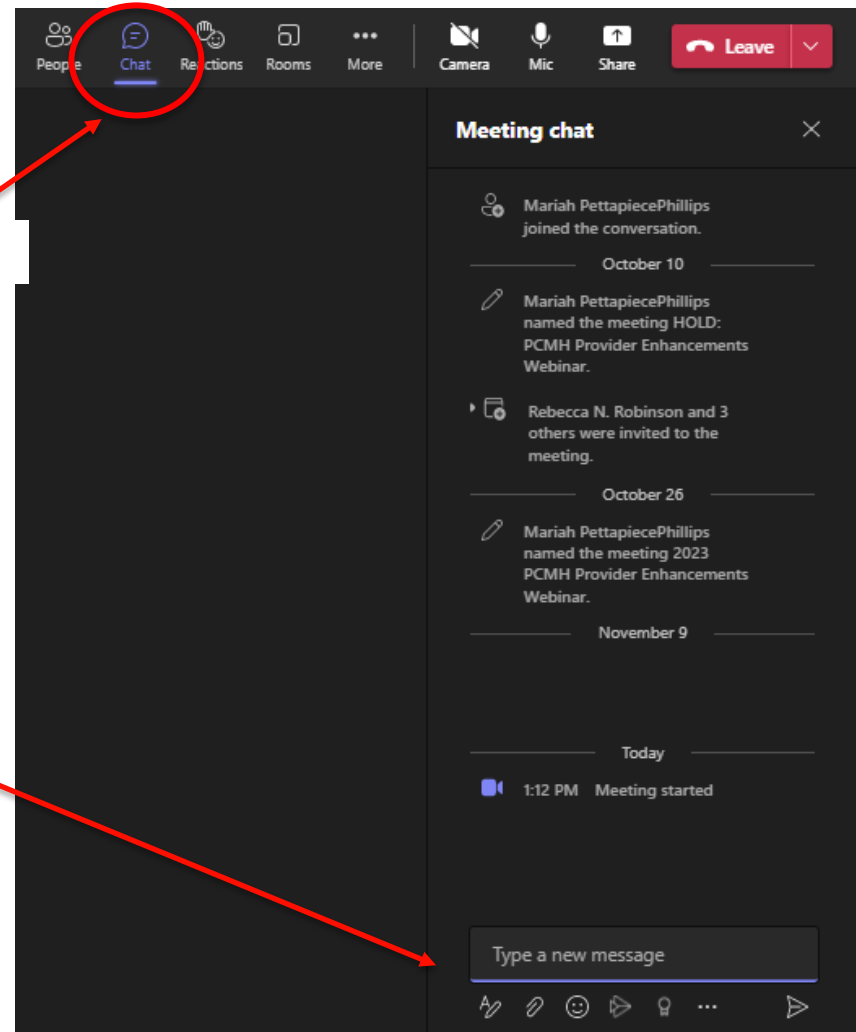 People Chat Reactions Rooms More Camera Mic Share Leave
Meeting chat
Mariah PettapiecePhillips
joined the conversation.
October 10
Mariah PettapiecePhillips
named the meeting HOLD:
PCMH Provider Enhancements
Webinar.
Rebecca N. Robinson and 3
others were invited to the
meeting.
October 26
Mariah PettapiecePhillips
named the meeting 2023
PCMH Provider Enhancements
Webinar.
November 9
Today
1:12 PM Meeting started
Type a new message